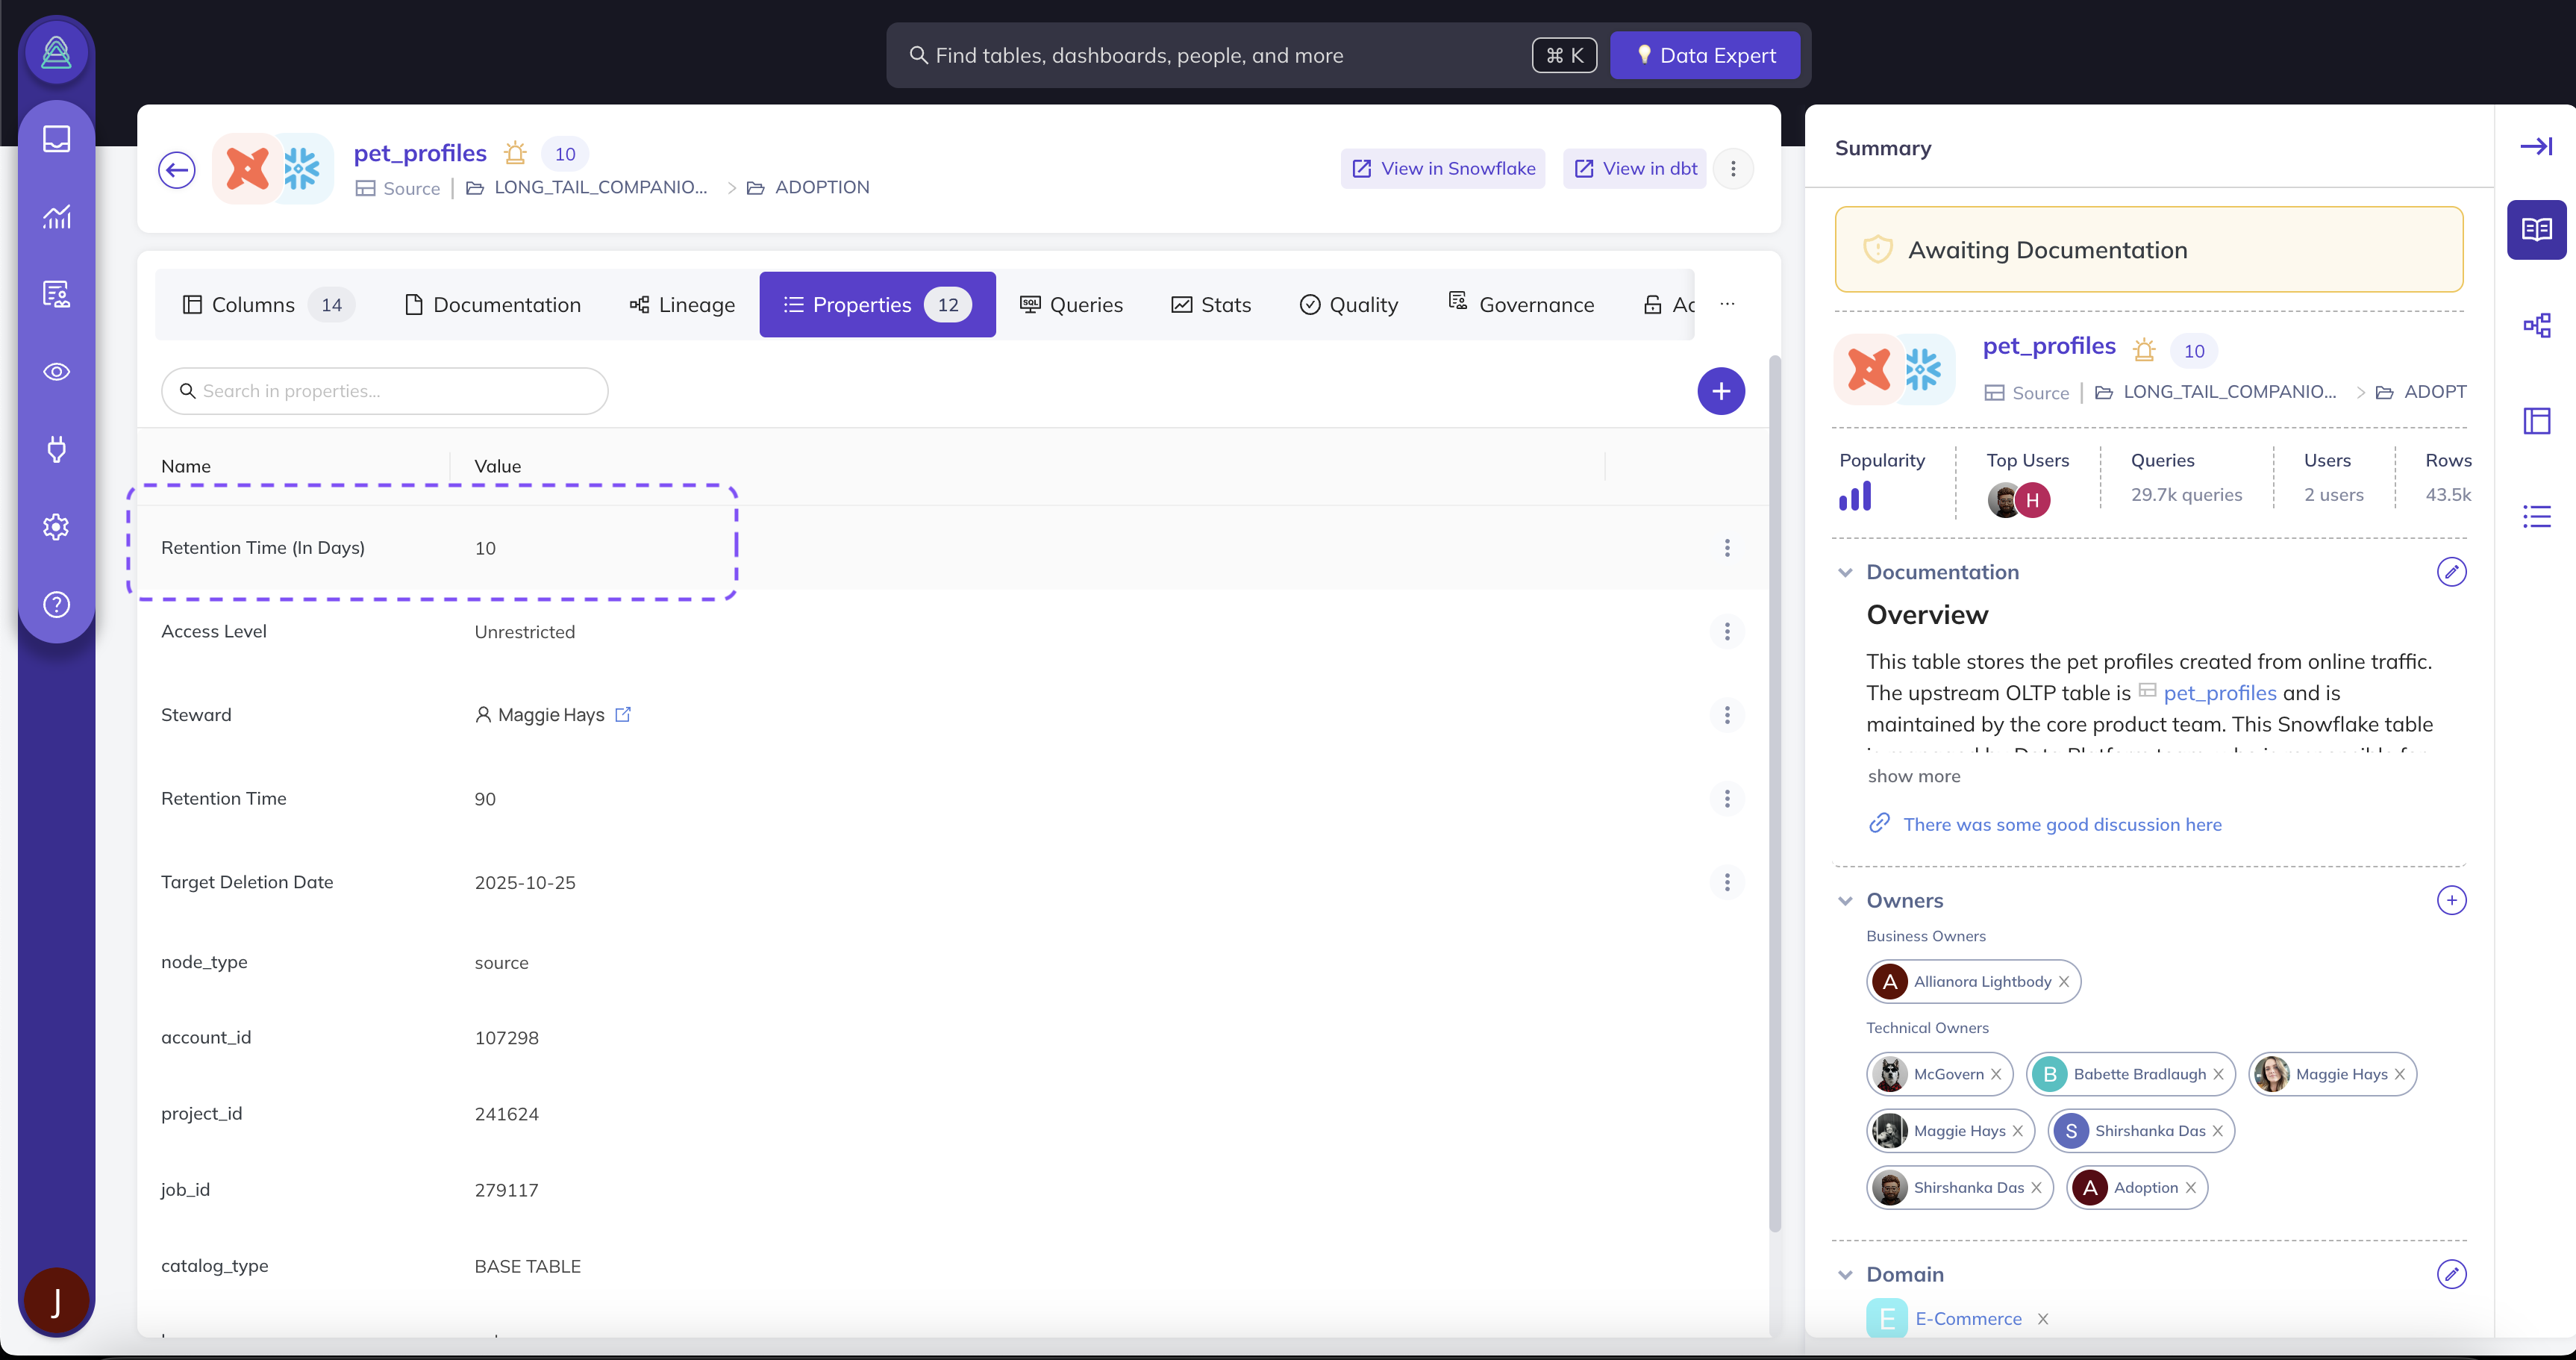 Find tables, dashboards, people, and more
⌘ K
Data Expert
pet_profiles 10
Source | LONG_TAIL_COMPANIO... > ADOPTION
View in Snowflake
View in dbt
Columns 14
Documentation
Lineage
Properties 12
Queries
Stats
Quality
Governance
Ac
...
Search in properties...
Name Value
Retention Time (In Days) 10
Access Level Unrestricted
Steward Maggie Hays
Retention Time 90
Target Deletion Date 2025-10-25
node_type source
account_id 107298
project_id 241624
job_id 279117
catalog_type BASE TABLE
J
Summary
Awaiting Documentation
pet_profiles 10
Source | LONG_TAIL_COMPANIO... > ADOPT
Popularity Top Users Queries Users Rows
H 29.7k queries 2 users 43.5k
Documentation
Overview
This table stores the pet profiles created from online traffic.
The upstream OLTP table is pet_profiles and is
maintained by the core product team. This Snowflake table
show more
There was some good discussion here
Owners
Business Owners
A Allianora Lightbody
Technical Owners
McGovern B Babette Bradlaugh Maggie Hays
Maggie Hays S Shirshanka Das
Shirshanka Das A Adoption
Domain
E E-Commerce